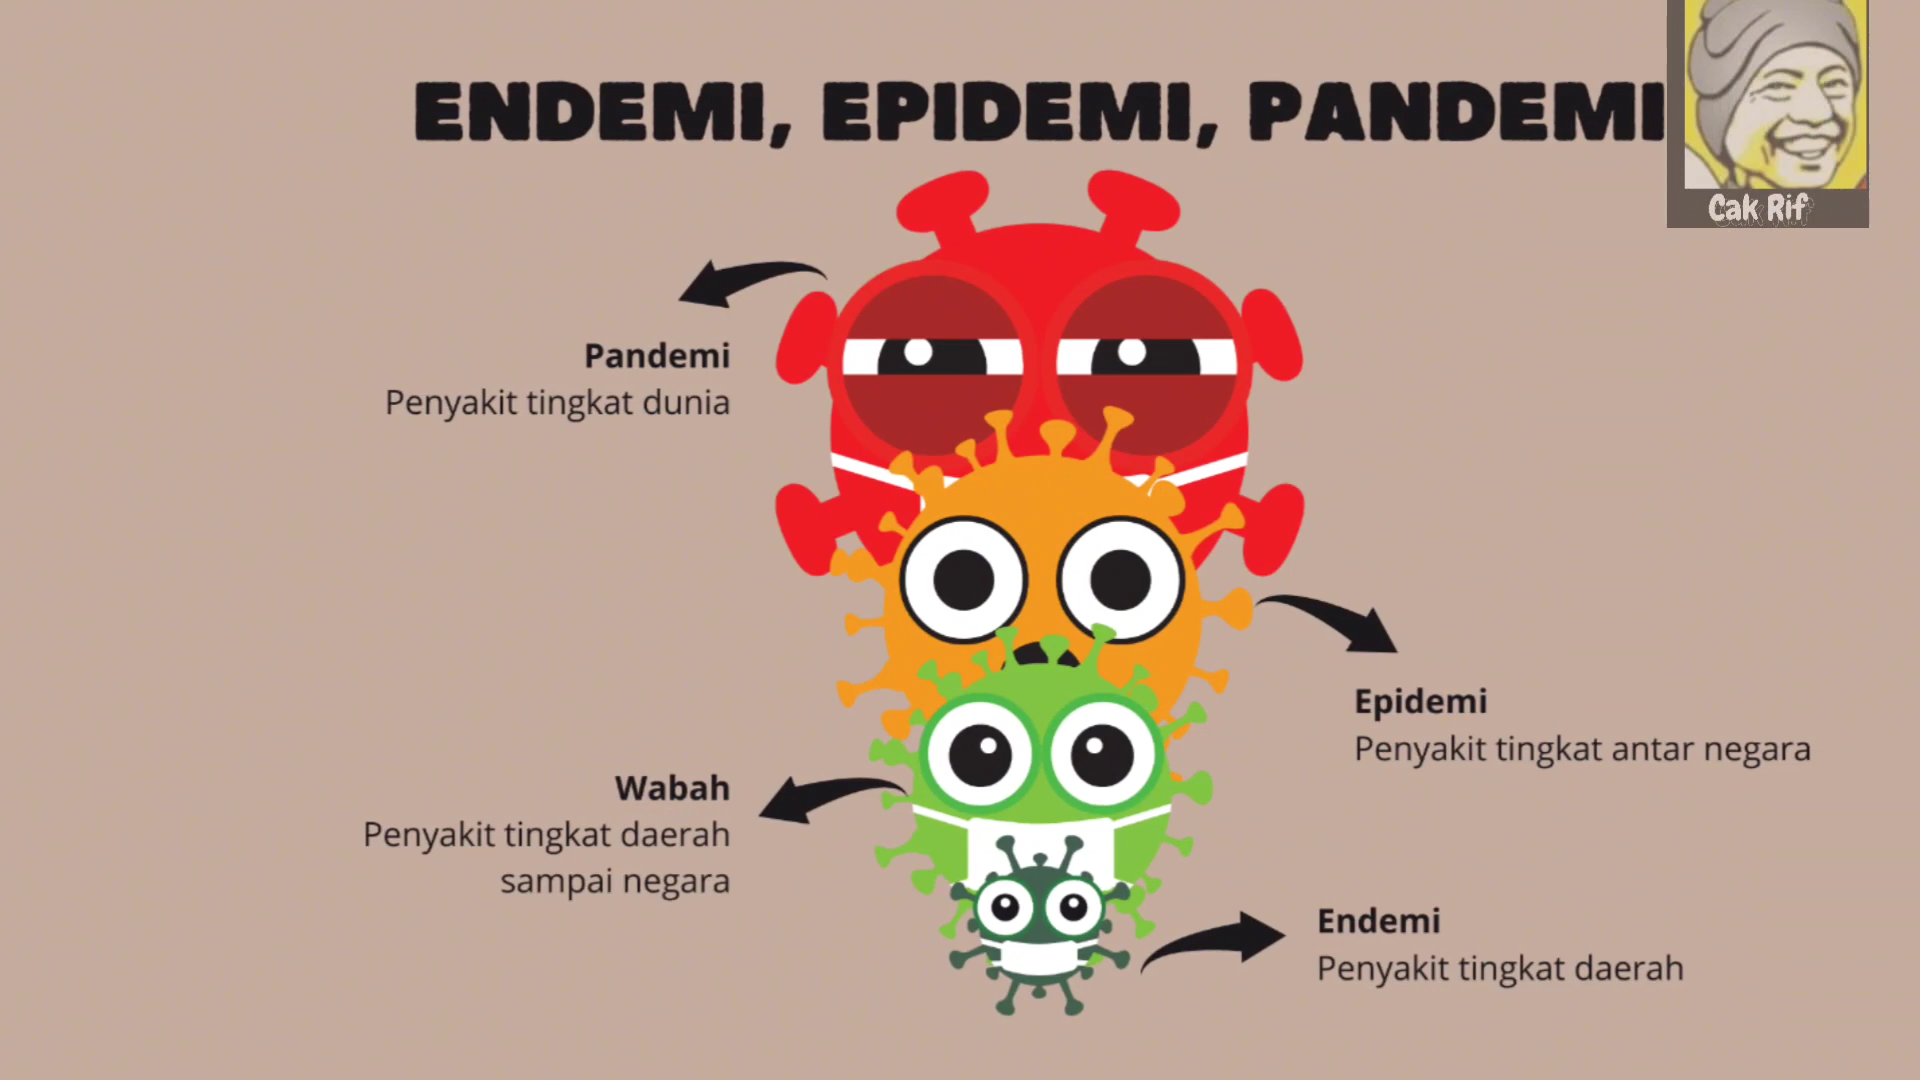 ENDEMI, EPIDEMI, PANDEMI
Cak Rif
Pandemi
Penyakit tingkat dunia
Epidemi
Penyakit tingkat antar negara
Wabah
Penyakit tingkat daerah
sampai negara
Endemi
Penyakit tingkat daerah